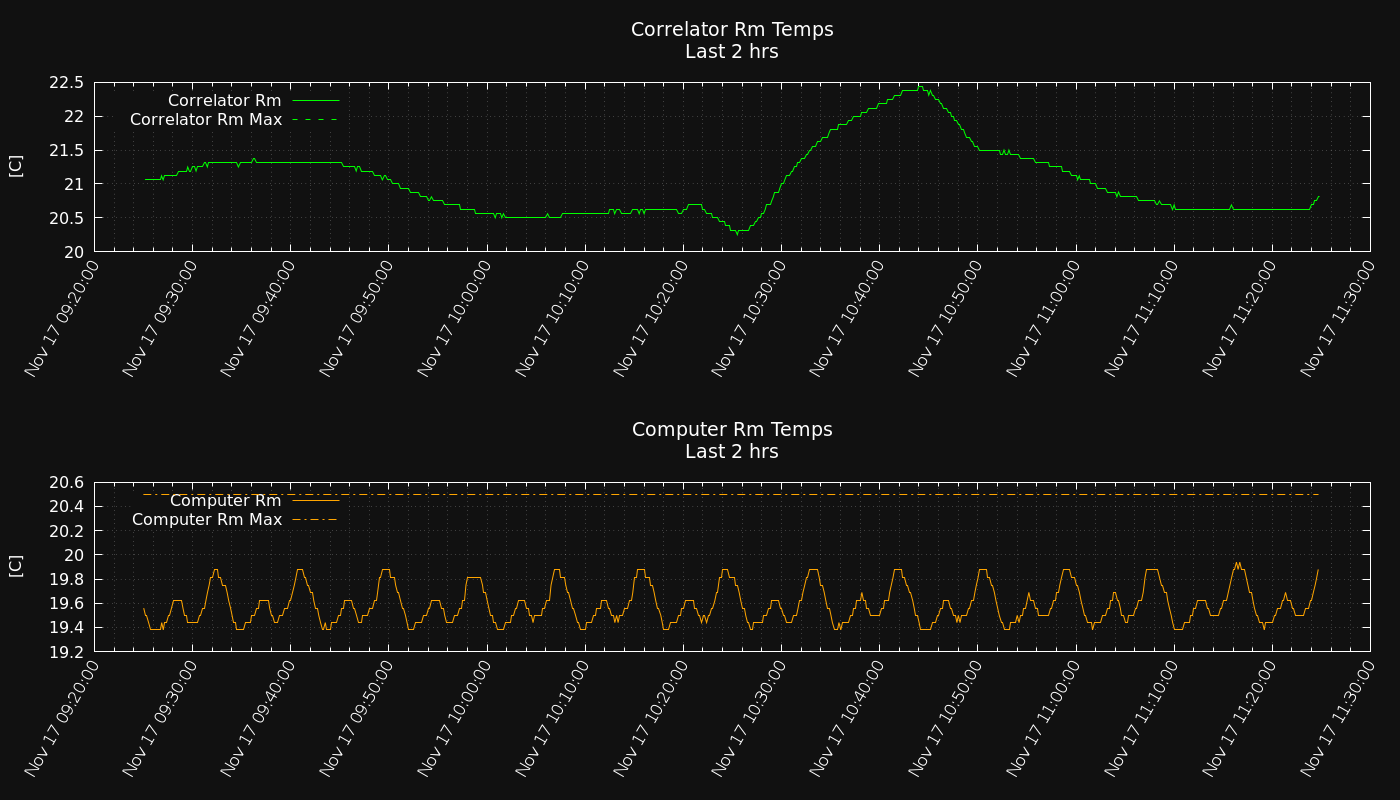 Correlator Rm Temps
Last 2 hrs
22.5
22
21.5
21
20.5
20
[C]
Correlator Rm
Correlator Rm Max
Nov 17 09:20:00
Nov 17 09:30:00
Nov 17 09:40:00
Nov 17 09:50:00
Nov 17 10:00:00
Nov 17 10:10:00
Nov 17 10:20:00
Nov 17 10:30:00
Nov 17 10:40:00
Nov 17 10:50:00
Nov 17 11:00:00
Nov 17 11:10:00
Nov 17 11:20:00
Nov 17 11:30:00
Computer Rm Temps
Last 2 hrs
20.6
20.4
20.2
20
19.8
19.6
19.4
19.2
[C]
Computer Rm
Computer Rm Max
Nov 17 09:20:00
Nov 17 09:30:00
Nov 17 09:40:00
Nov 17 09:50:00
Nov 17 10:00:00
Nov 17 10:10:00
Nov 17 10:20:00
Nov 17 10:30:00
Nov 17 10:40:00
Nov 17 10:50:00
Nov 17 11:00:00
Nov 17 11:10:00
Nov 17 11:20:00
Nov 17 11:30:00